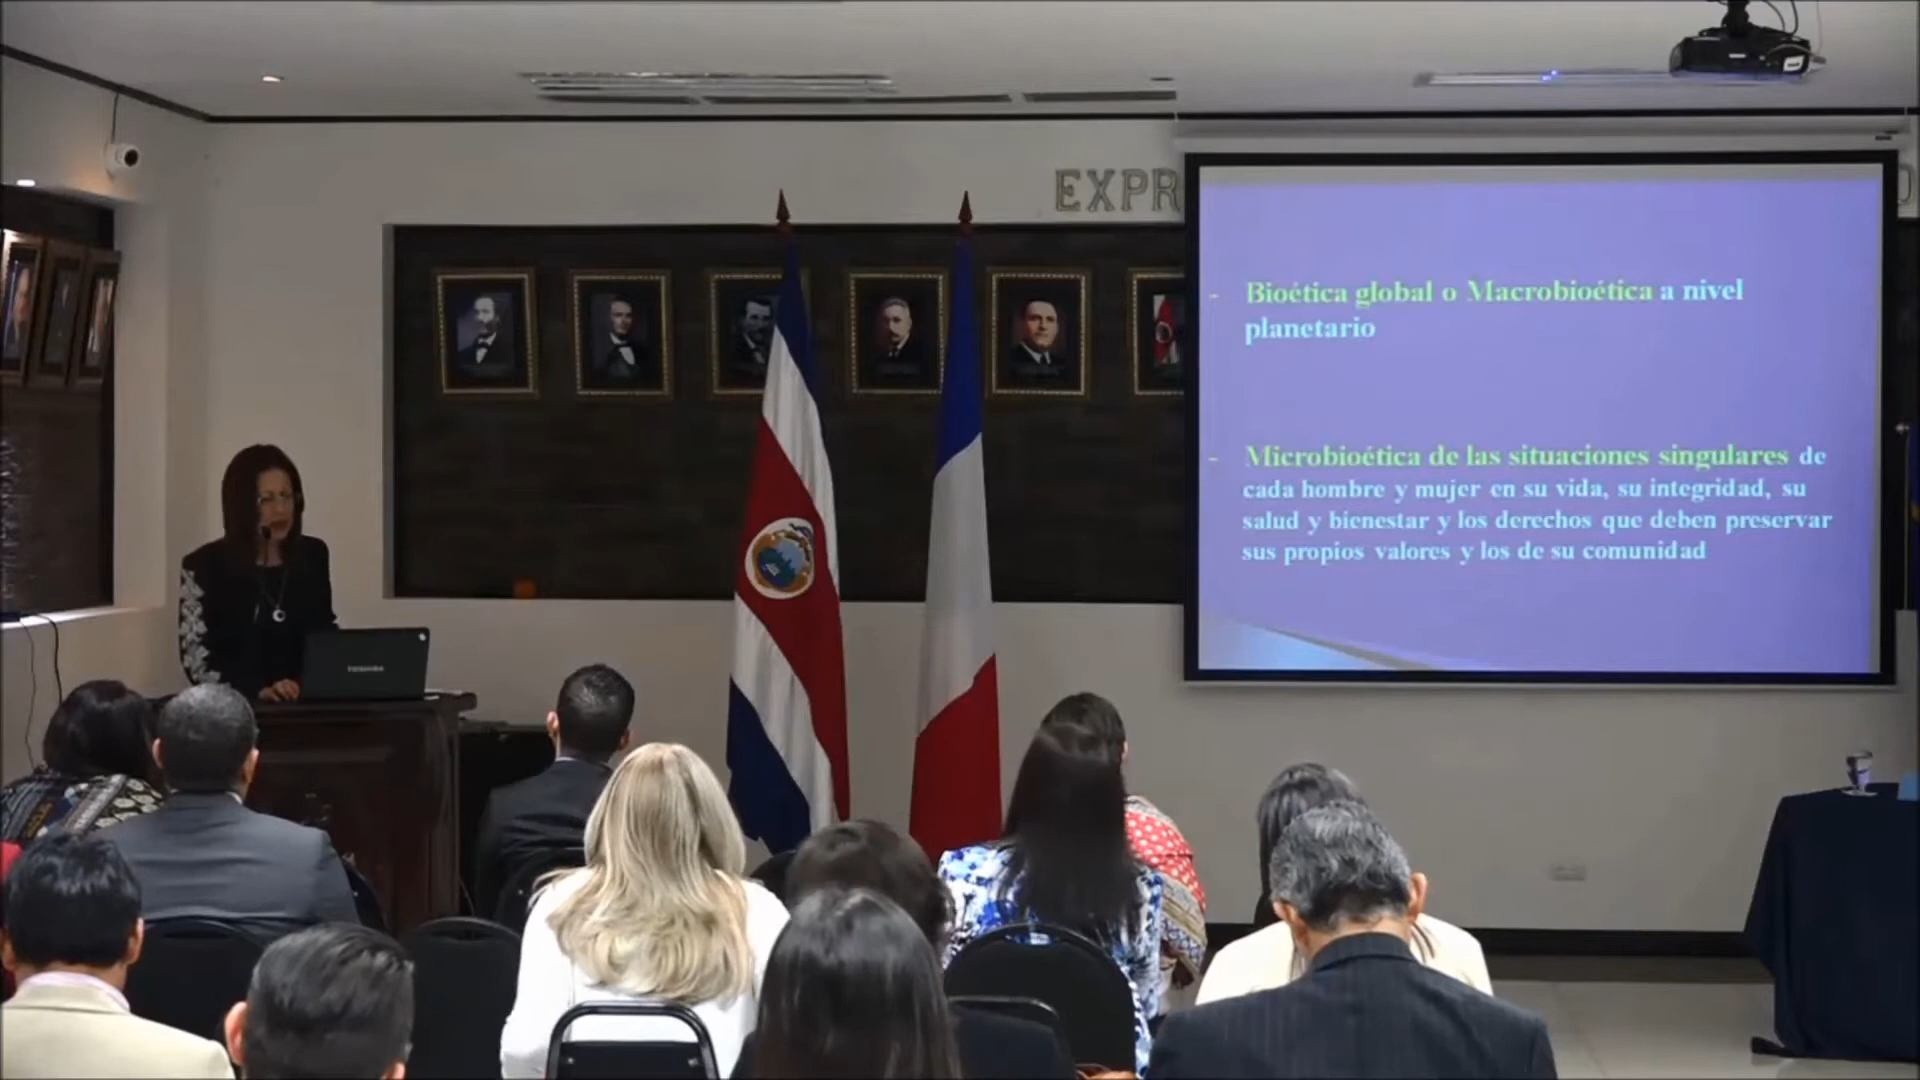 EXPR
- Bioética global o Macrobioética a nivel
planetario
- Microbioética de las situaciones singulares de
cada hombre y mujer en su vida, su integridad, su
salud y bienestar y los derechos que deben preservar
sus propios valores y los de su comunidad
TOSHIBA